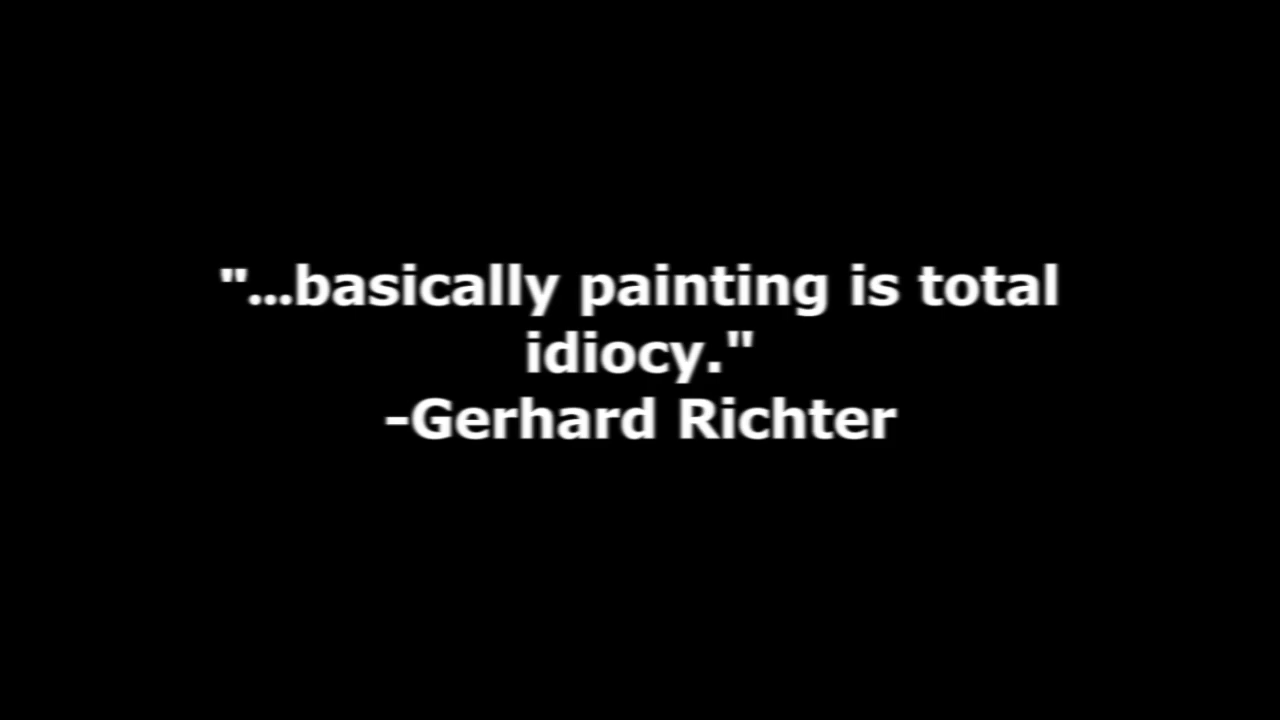 "...basically painting is total
idiocy."
-Gerhard Richter